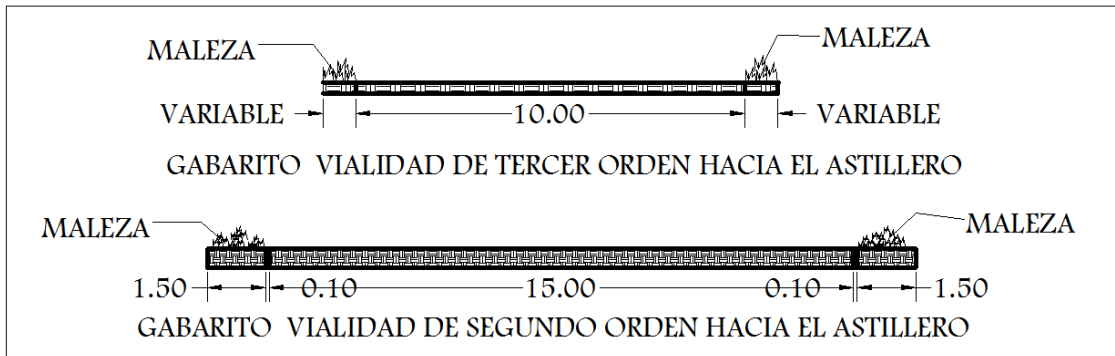 MALEZA MALEZA
VARIABLE 10.00 VARIABLE
GABARITO VIALIDAD DE TERCER ORDEN HACIA EL ASTILLERO
MALEZA MALEZA
1.50 0.10 15.00 0.10 1.50
GABARITO VIALIDAD DE SEGUNDO ORDEN HACIA EL ASTILLERO